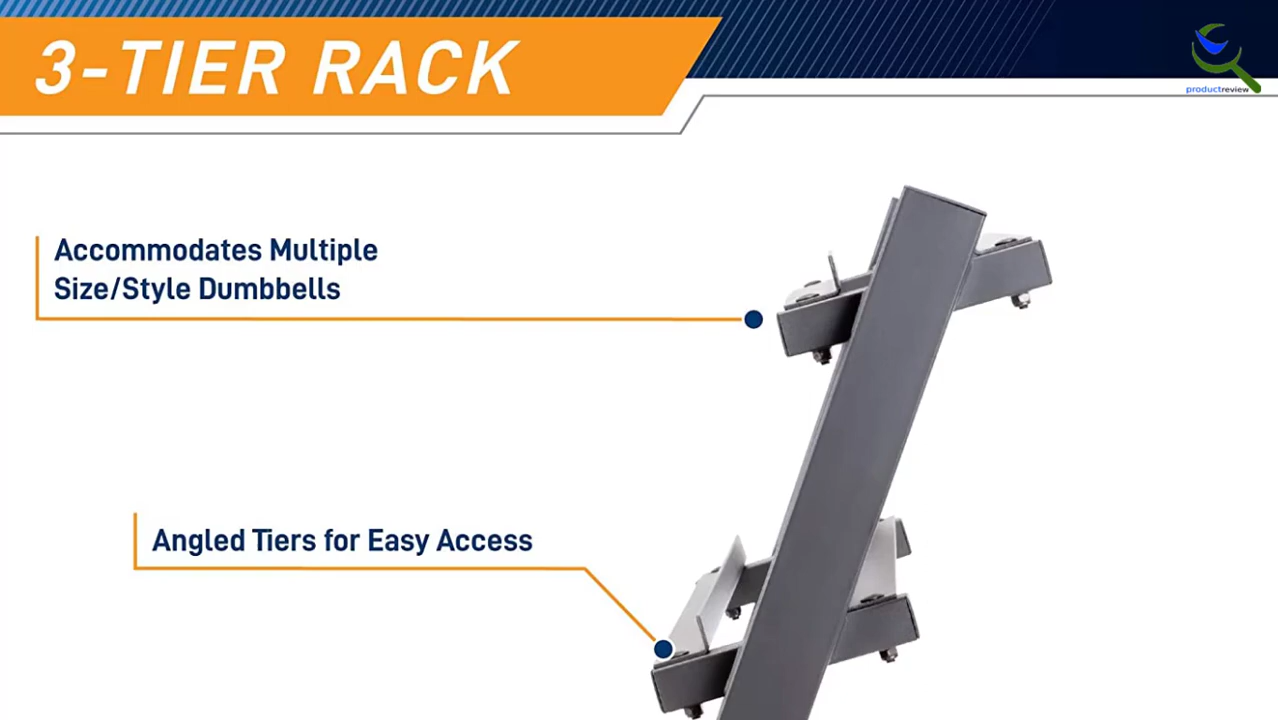 3-TIER RACK
productreview
Accommodates Multiple
Size/Style Dumbbells
Angled Tiers for Easy Access